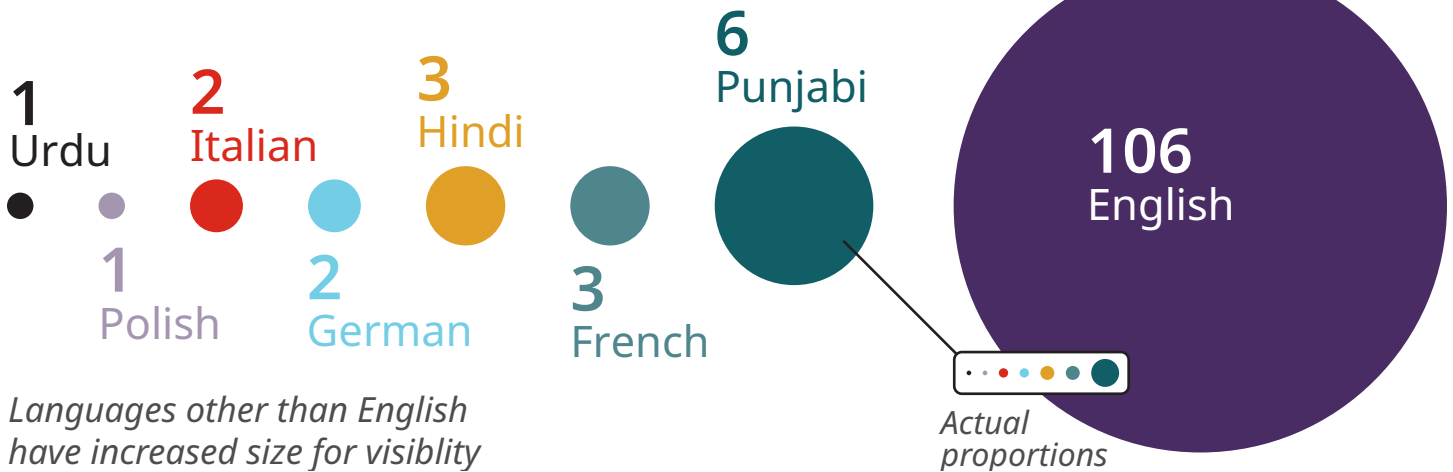 1
Urdu
1
Polish
2
Italian
2
German
3
Hindi
3
French
6
Punjabi
106
English
Languages other than English
have increased size for visiblity
Actual
proportions